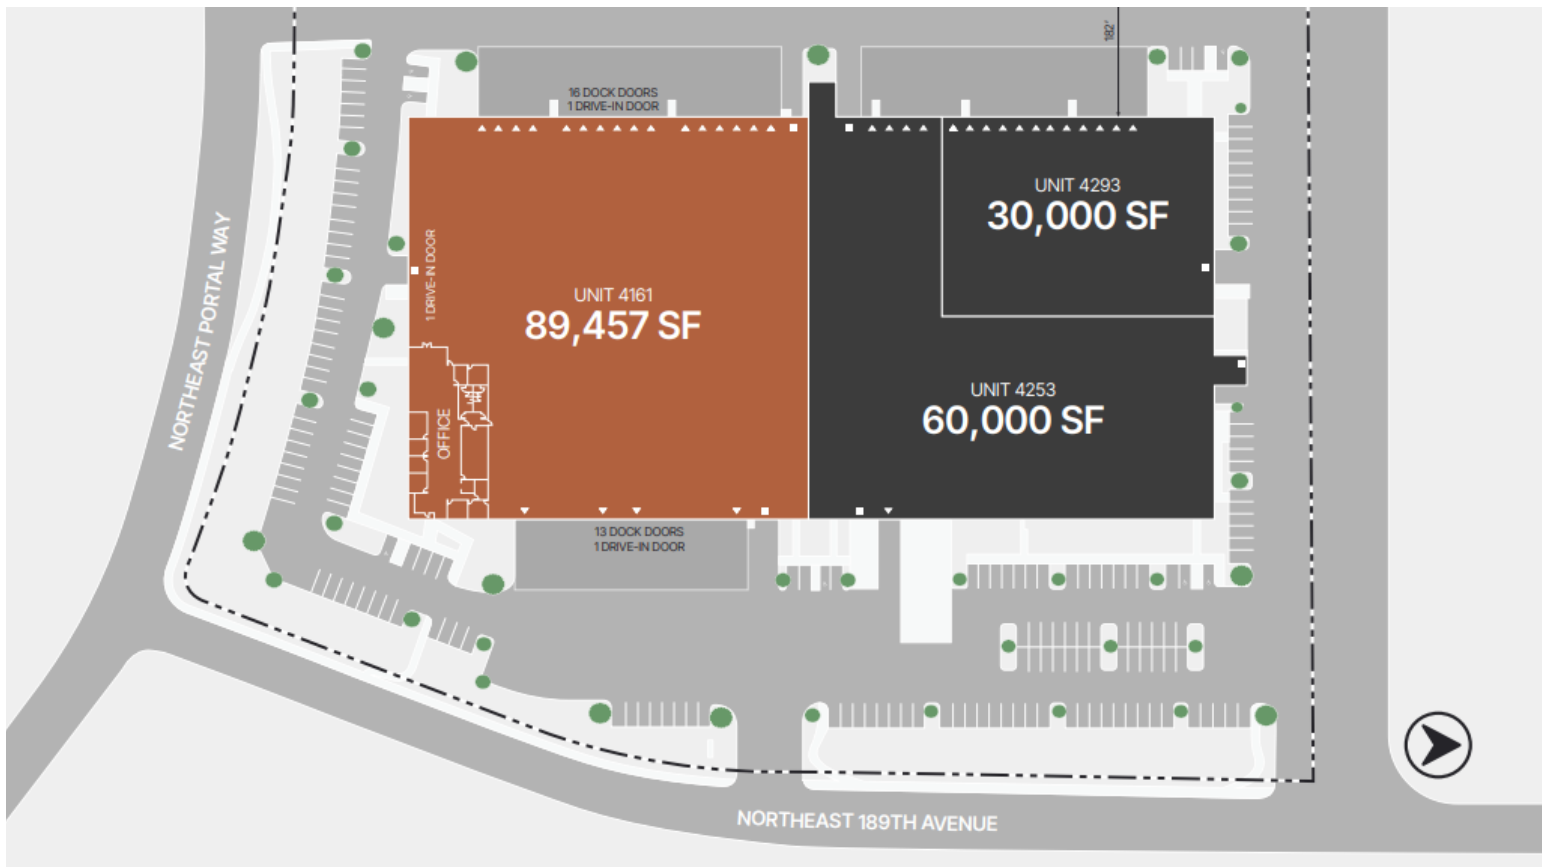 182'
16 DOCK DOORS
1 DRIVE-IN DOOR
UNIT 4293
30,000 SF
1 DRIVE-IN DOOR
UNIT 4161
89,457 SF
NORTHEAST PORTAL WAY
UNIT 4253
60,000 SF
OFFICE
13 DOCK DOORS
1 DRIVE-IN DOOR
NORTHEAST 189TH AVENUE